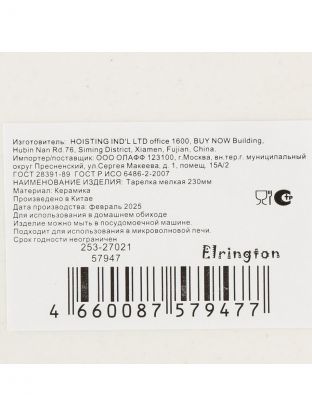 Изготовитель: HOISTING IND'L LTD office 1600, BUY NOW Building,
Hubin Nan Rd.76, Siming District, Xiamen, Fujian, China.
Импортер/поставщик: ООО ОЛАФФ 123100, г.Москва, вн.тер.г. муниципальный
округ Пресненский, ул.Сергея Макеева, д.1, помещ. 15А/2
ГОСТ 28391-89 ГОСТ Р ИСО 6486-2-2007
НАИМЕНОВАНИЕ ИЗДЕЛИЯ: Тарелка мелкая 230мм
Материал: Керамика
Произведено в Китае
Дата производства: февраль 2025
Для использования в домашнем обиходе
Изделие не предназначено для мытья в посудомоечной машине.
Подходит для использования в микроволновой печи.
Срок годности неограничен
253-27021
57947
Elrington
4 660087 579477